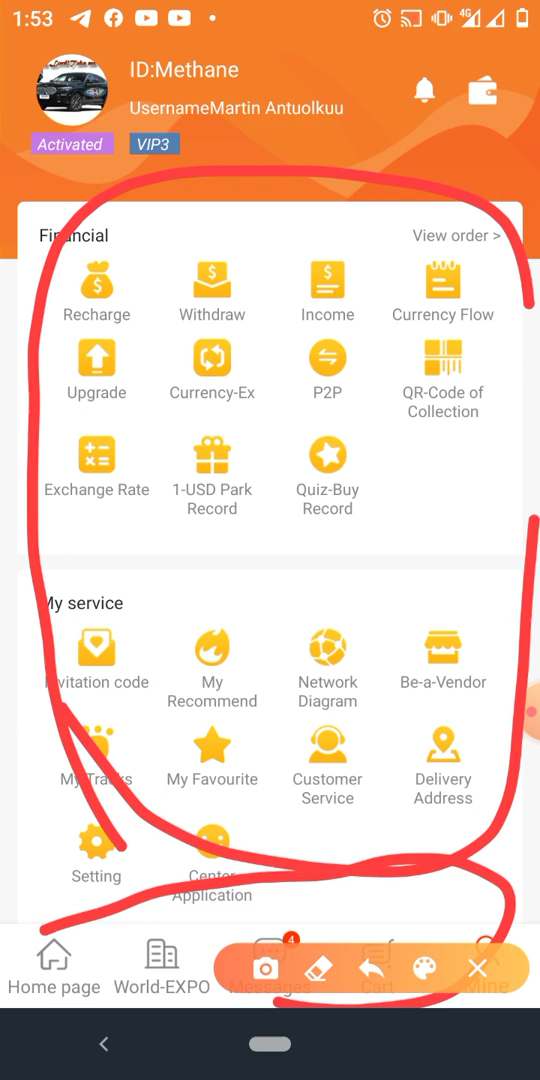 1:53
4G
ID:Methane
UsernameMartin Antuolkuu
Activated VIP3
Financial View order >
Recharge Withdraw Income Currency Flow
Upgrade Currency-Ex P2P QR-Code of
Collection
Exchange Rate 1-USD Park Quiz-Buy
Record Record
My service
Invitation code My Network Be-a-Vendor
Recommend Diagram
My Tracks My Favourite Customer Delivery
Service Address
Setting Center
Application
4
Home page World-EXPO Messages Cart Mine